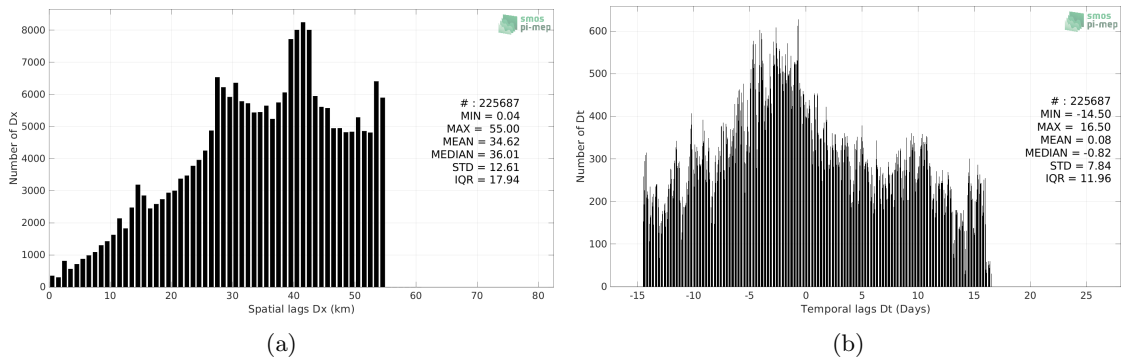 smos
pi-mep
8000
7000
6000
5000
4000
3000
2000
1000
0
Number of Dx
# : 225687
MIN = 0.04
MAX = 55.00
MEAN = 34.62
MEDIAN = 36.01
STD = 12.61
IQR = 17.94
0 10 20 30 40 50 60 70 80
Spatial lags Dx (km)
(a)
smos
pi-mep
600
500
400
300
200
100
0
Number of Dt
# : 225687
MIN = -14.50
MAX = 16.50
MEAN = 0.08
MEDIAN = -0.82
STD = 7.84
IQR = 11.96
-15 -10 -5 0 5 10 15 20 25
Temporal lags Dt (Days)
(b)